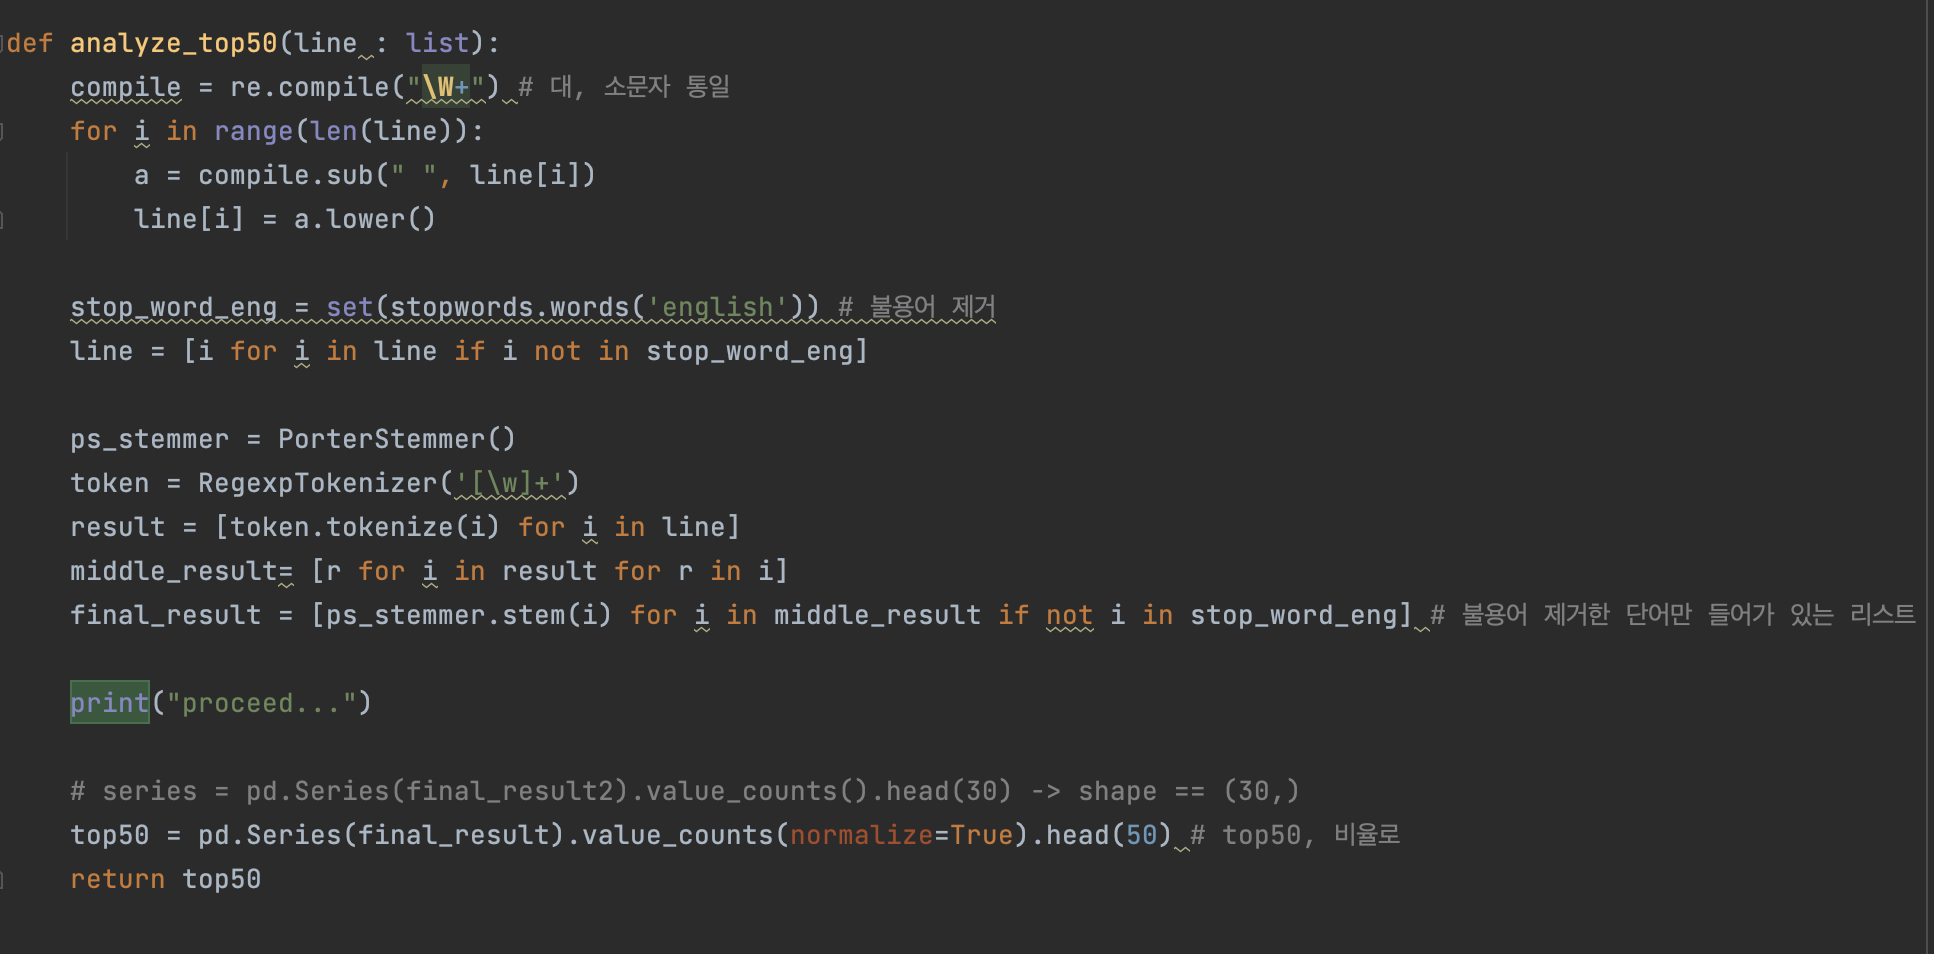 def analyze_top50(line : list):
    compile = re.compile("\W+") # 대, 소문자 통일
    for i in range(len(line)):
        a = compile.sub(" ", line[i])
        line[i] = a.lower()

    stop_word_eng = set(stopwords.words('english')) # 불용어 제거
    line = [i for i in line if i not in stop_word_eng]

    ps_stemmer = PorterStemmer()
    token = RegexpTokenizer('[\w]+')
    result = [token.tokenize(i) for i in line]
    middle_result= [r for i in result for r in i]
    final_result = [ps_stemmer.stem(i) for i in middle_result if not i in stop_word_eng] # 불용어 제거한 단어만 들어가 있는 리스트

    print("proceed...")

    # series = pd.Series(final_result2).value_counts().head(30) -> shape == (30,)
    top50 = pd.Series(final_result).value_counts(normalize=True).head(50) # top50, 비율로
    return top50